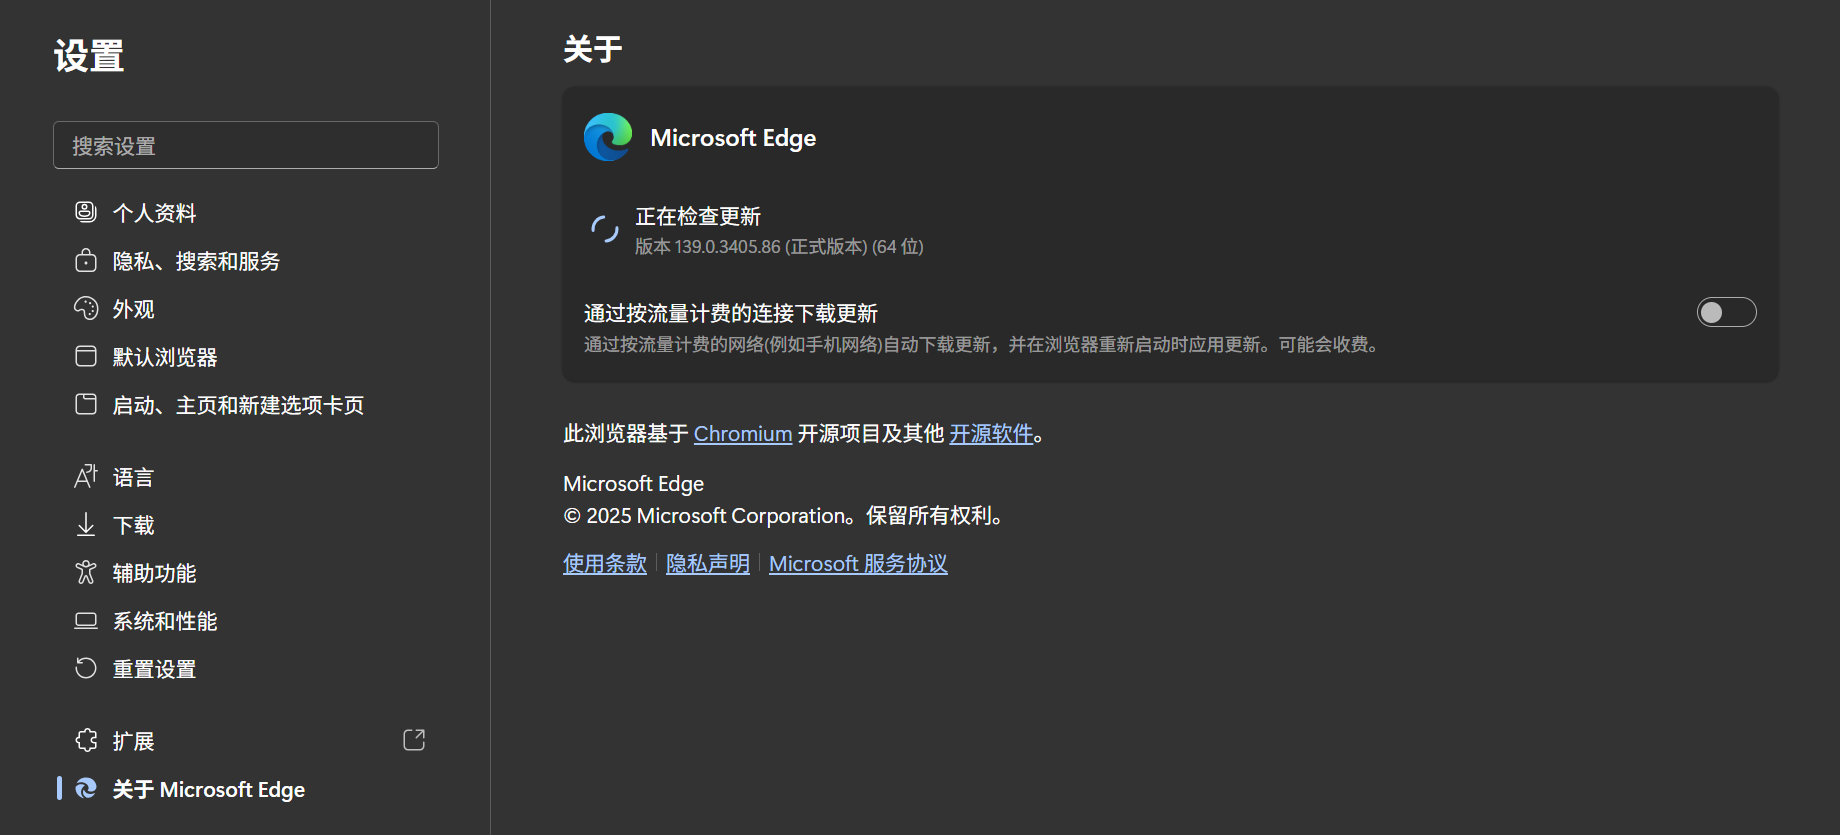 设置
搜索设置
个人资料
隐私、搜索和服务
外观
默认浏览器
启动、主页和新建选项卡页
语言
下载
辅助功能
系统和性能
重置设置
扩展
关于 Microsoft Edge
关于
Microsoft Edge
正在检查更新
版本 139.0.3405.86 (正式版本) (64 位)
通过按流量计费的连接下载更新
通过按流量计费的网络(例如手机网络)自动下载更新，并在浏览器重新启动时应用更新。可能会收费。
此浏览器基于 Chromium 开源项目及其他 开源软件。
Microsoft Edge
© 2025 Microsoft Corporation。保留所有权利。
使用条款 | 隐私声明 | Microsoft 服务协议